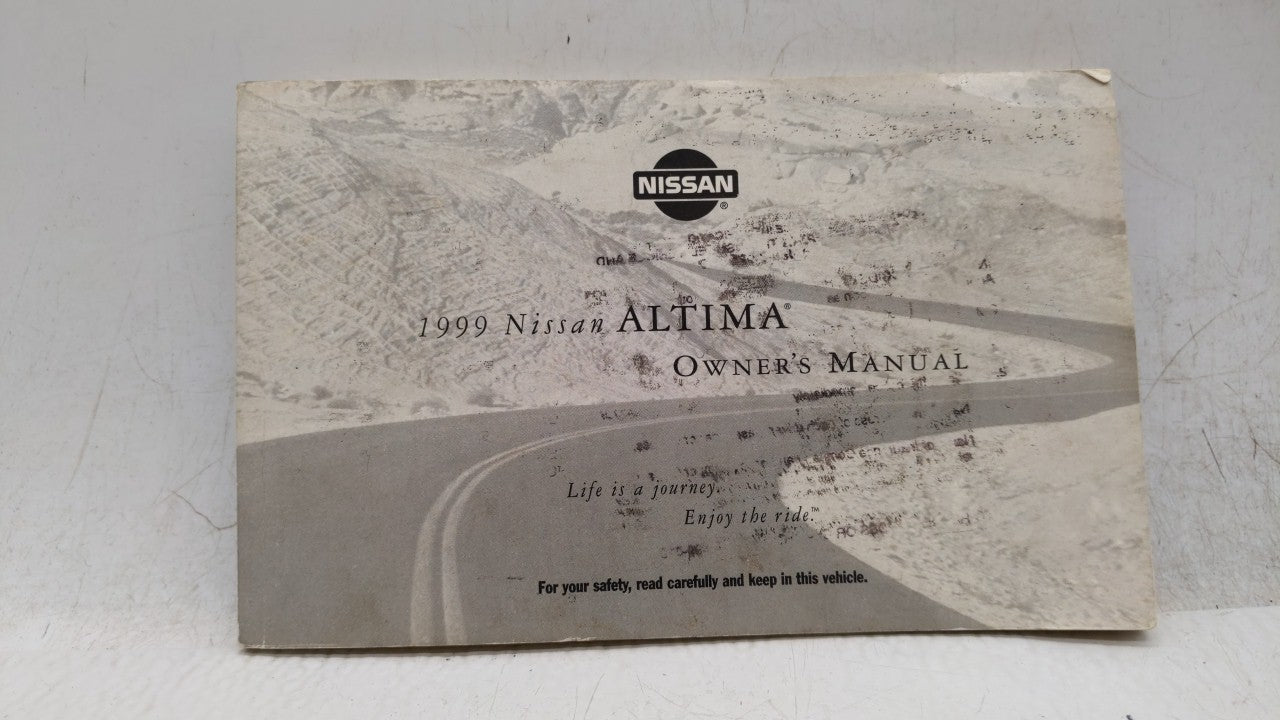 NISSAN
®
1999 Nissan ALTIMA®
OWNER'S MANUAL
Life is a journey.
Enjoy the ride.™
For your safety, read carefully and keep in this vehicle.